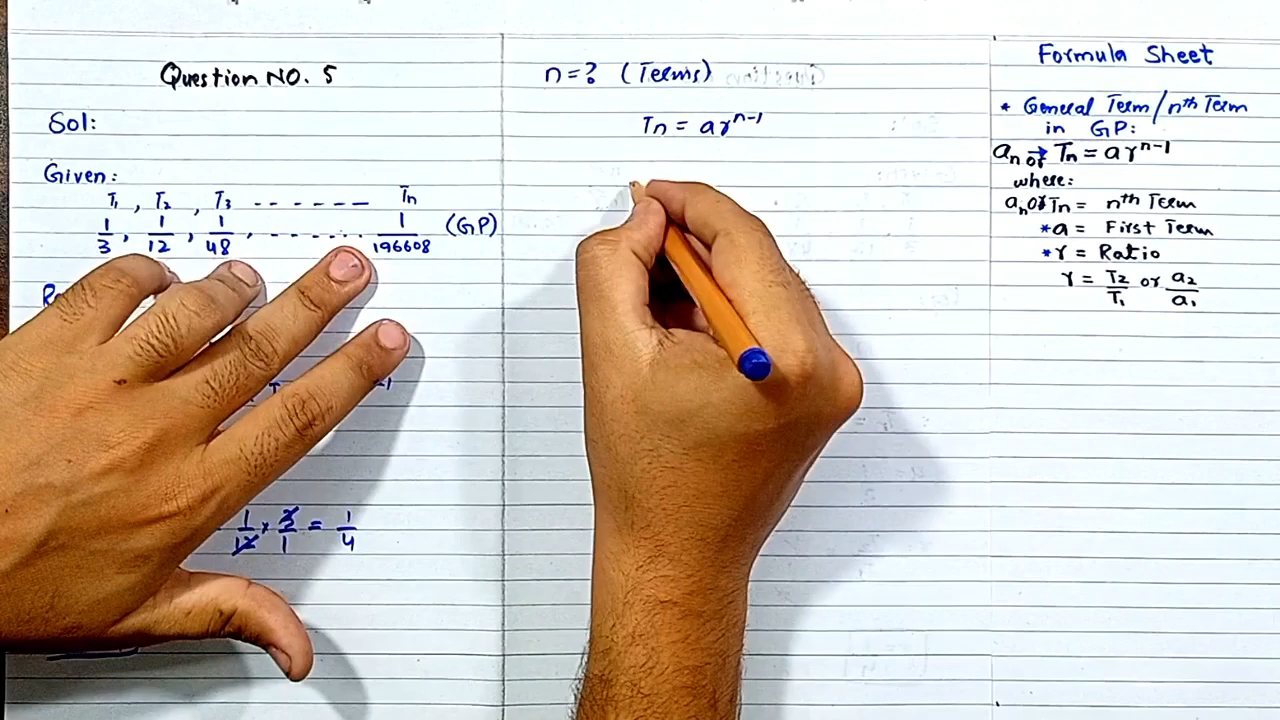 Question NO. 5
Sol:
Given:
T₁ , T₂ , T₃ - - - - - - - Tn
1/3 , 1/12 , 1/48 , . - - - - . . . 1/196608 (GP)
1/12 × 3/1 = 1/4
n = ? (Terms)
Tn = arⁿ⁻¹
Formula Sheet
* General Term/nth Term
in GP:
an or → Tn = arⁿ⁻¹
where:
an or Tn = nth Term
*a = First Term
*r = Ratio
r = T₂/T₁ or a₂/a₁